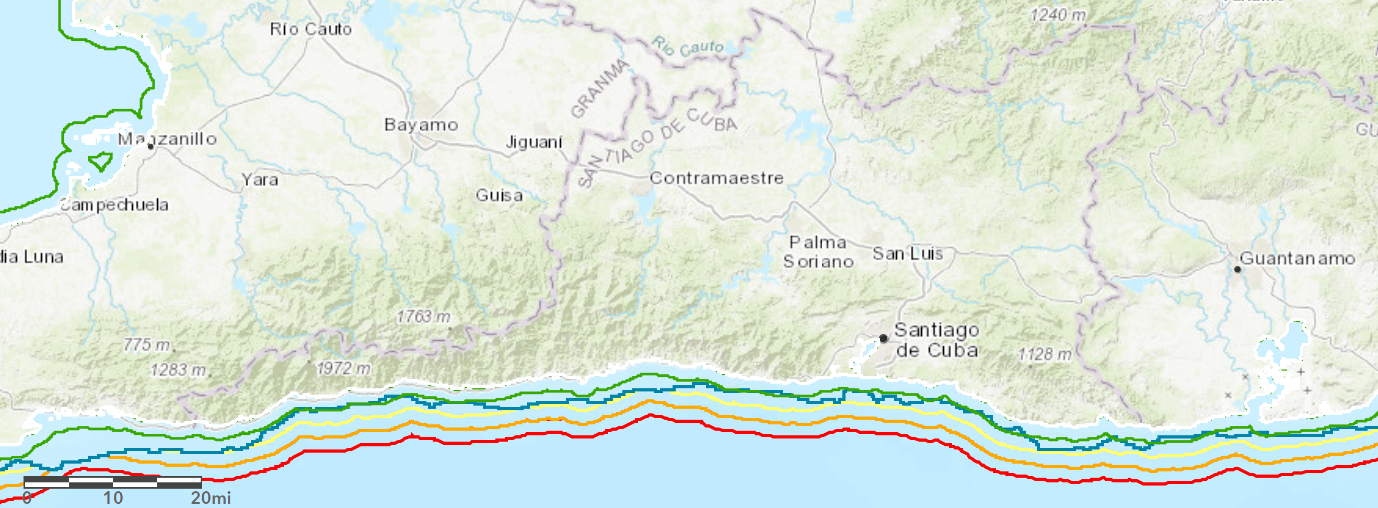 1240 m
Río Cauto
Río Cauto
GRANMA
Bayamo
SANTIAGO DE CUBA
Manzanillo
Jiguaní
Contramaestre
Yara
Guisa
Campechuela
Palma
Soriano
San Luis
dia Luna
Guantanamo
1763 m
Santiago
de Cuba
775 m
1128 m
1283 m
1972 m
0 10 20mi